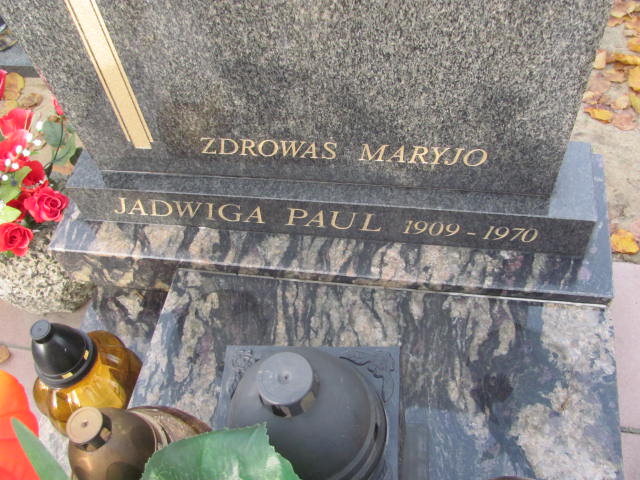 ZDROWAS MARYJO
JADWIGA PAUL 1909 - 1970